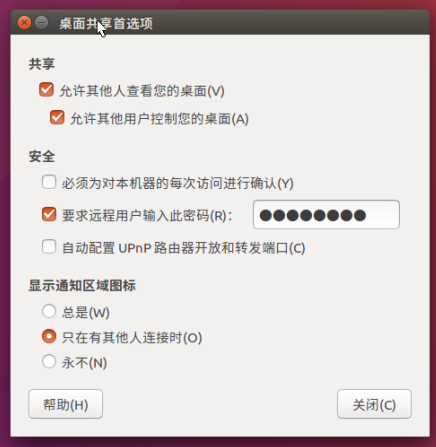 桌面共享首选项
共享
允许其他人查看您的桌面(V)
允许其他用户控制您的桌面(A)
安全
必须为对本机器的每次访问进行确认(Y)
要求远程用户输入此密码(R)： ●●●●●●●●
自动配置 UPnP 路由器开放和转发端口(C)
显示通知区域图标
总是(W)
只在有其他人连接时(O)
永不(N)
帮助(H) 关闭(C)